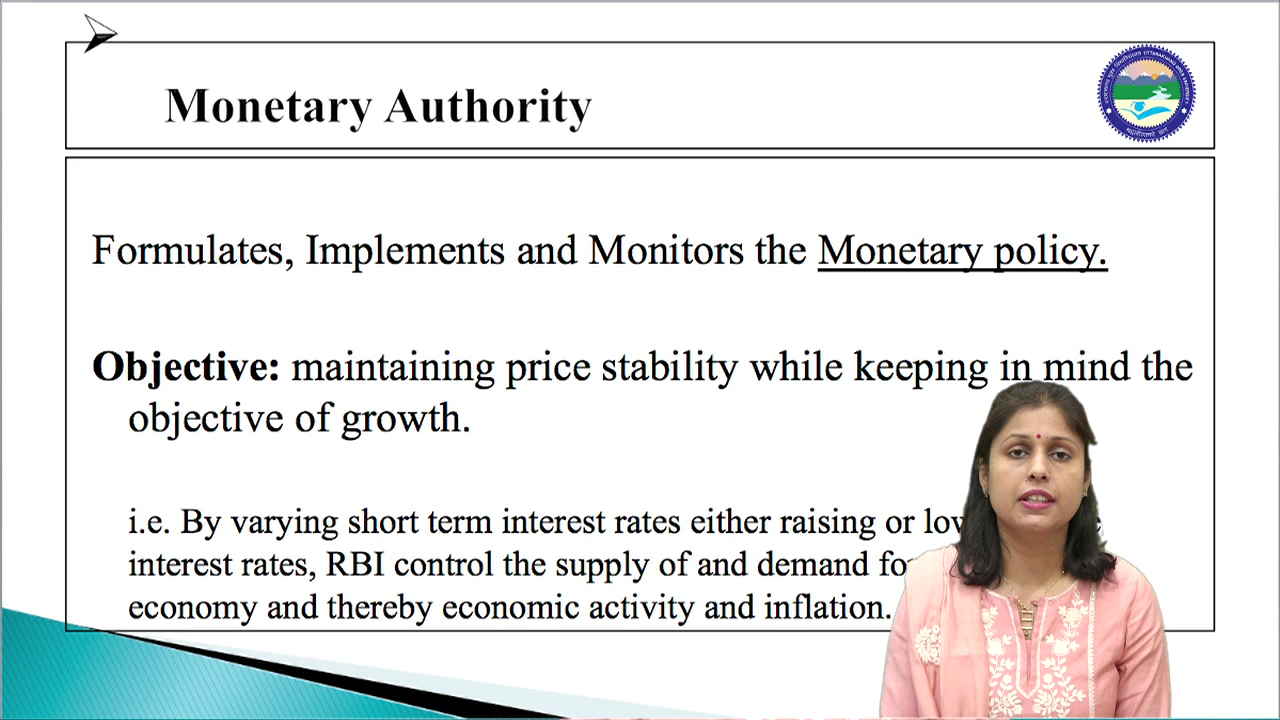 Monetary Authority
Formulates, Implements and Monitors the Monetary policy.
Objective: maintaining price stability while keeping in mind the
objective of growth.
i.e. By varying short term interest rates either raising or
interest rates, RBI control the supply of and demand
economy and thereby economic activity and inflation.